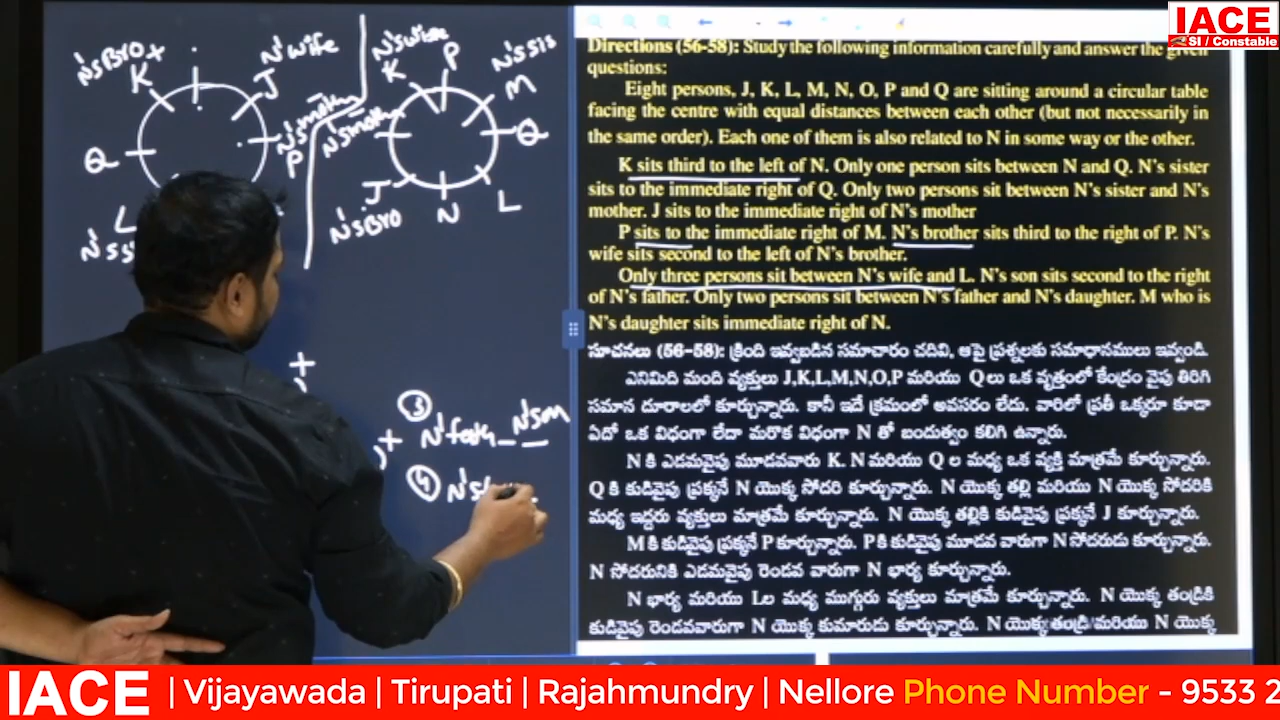 IACE
SI / Constable
N'sBro +
K
N'wife
J
N's moth
P
Q
L
N'ssi
N'swife
K
P
N'ssis
M
N'smoth
Q
J
N'sBro
N
L
+
+
③ N'fath _ N'son
④ N's
Directions (56-58): Study the following information carefully and answer the given
questions:
Eight persons, J, K, L, M, N, O, P and Q are sitting around a circular table
facing the centre with equal distances between each other (but not necessarily in
the same order). Each one of them is also related to N in some way or the other.
K sits third to the left of N. Only one person sits between N and Q. N's sister
sits to the immediate right of Q. Only two persons sit between N's sister and N's
mother. J sits to the immediate right of N's mother
P sits to the immediate right of M. N's brother sits third to the right of P. N's
wife sits second to the left of N's brother.
Only three persons sit between N's wife and L. N's son sits second to the right
of N's father. Only two persons sit between N's father and N's daughter. M who is
N's daughter sits immediate right of N.
సూచనలు (56-58): క్రింది ఇవ్వబడిన సమాచారం చదివి, ఆపై ప్రశ్నలకు సమాధానములు ఇవ్వండి.
ఎనిమిది మంది వ్యక్తులు J,K,L,M,N,O,P మరియు Q లు ఒక వృత్తంలో కేంద్రం వైపు తిరిగి
సమాన దూరాలలో కూర్చున్నారు. కానీ ఇదే క్రమంలో అవసరం లేదు. వారిలో ప్రతీ ఒక్కరూ కూడా
ఏదో ఒక విధంగా లేదా మరొక విధంగా N తో బంధుత్వం కలిగి ఉన్నారు.
N కి ఎడమవైపు మూడవవారు K. N మరియు Q ల మధ్య ఒక వ్యక్తి మాత్రమే కూర్చున్నారు.
Q కి కుడివైపు ప్రక్కనే N యొక్క సోదరి కూర్చున్నారు. N యొక్క తల్లి మరియు N యొక్క సోదరికి
మధ్య ఇద్దరు వ్యక్తులు మాత్రమే కూర్చున్నారు. N యొక్క తల్లికి కుడివైపు ప్రక్కనే J కూర్చున్నారు.
M కి కుడివైపు ప్రక్కనే P కూర్చున్నారు. P కి కుడివైపు మూడవ వారుగా N సోదరుడు కూర్చున్నారు.
N సోదరునికి ఎడమవైపు రెండవ వారుగా N భార్య కూర్చున్నారు.
N భార్య మరియు L ల మధ్య ముగ్గురు వ్యక్తులు మాత్రమే కూర్చున్నారు. N యొక్క తండ్రికి
కుడివైపు రెండవవారుగా N యొక్క కుమారుడు కూర్చున్నారు. N యొక్క తండ్రి మరియు N యొక్క
IACE | Vijayawada | Tirupati | Rajahmundry | Nellore Phone Number - 9533 2